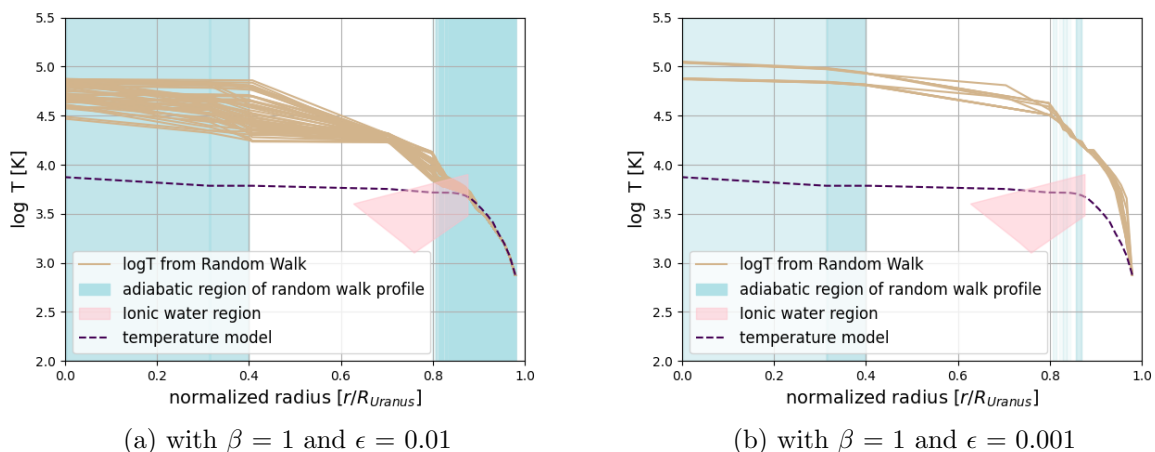 5.5
5.0
4.5
4.0
3.5
3.0
2.5
2.0
log T [K]
logT from Random Walk
adiabatic region of random walk profile
Ionic water region
temperature model
0.0 0.2 0.4 0.6 0.8 1.0
normalized radius [r/R_Uranus]
(a) with β = 1 and ϵ = 0.01
5.5
5.0
4.5
4.0
3.5
3.0
2.5
2.0
log T [K]
logT from Random Walk
adiabatic region of random walk profile
Ionic water region
temperature model
0.0 0.2 0.4 0.6 0.8 1.0
normalized radius [r/R_Uranus]
(b) with β = 1 and ϵ = 0.001